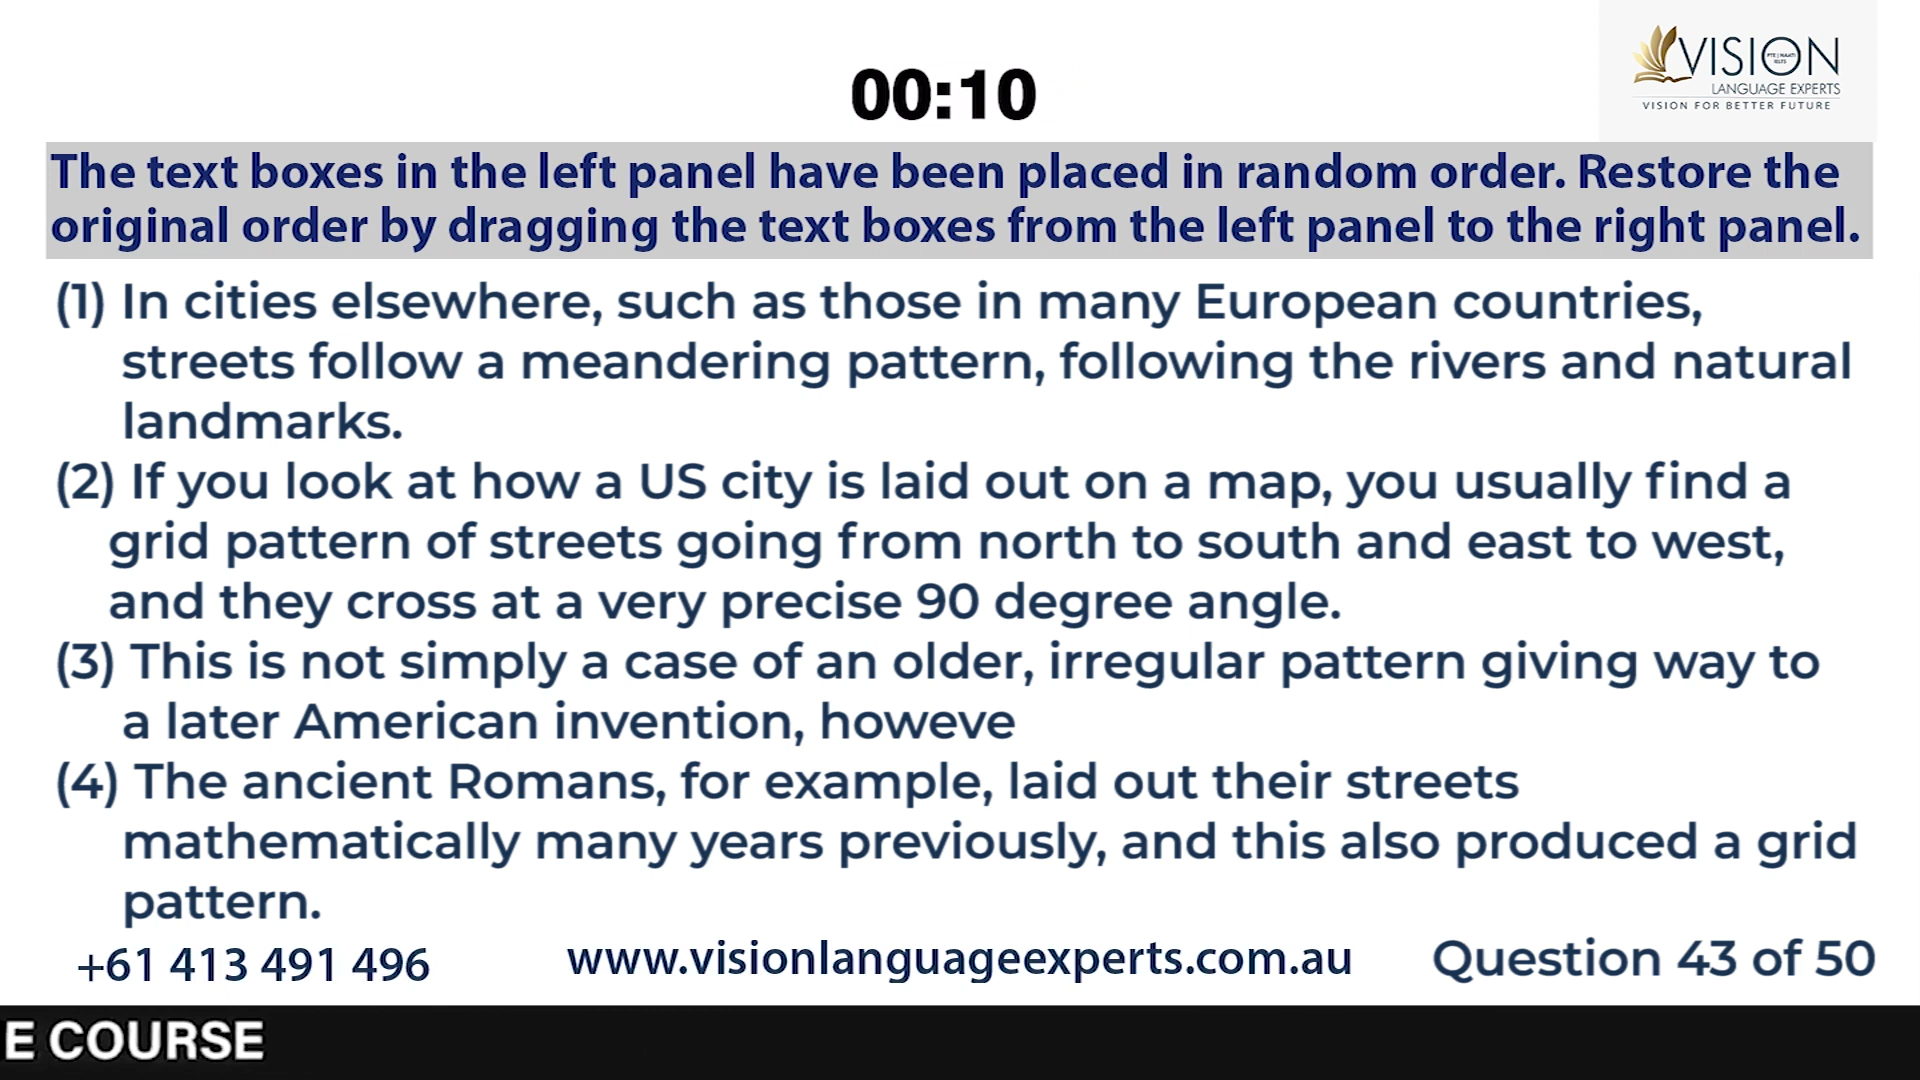 VISION
PTE | NAATI
IELTS
LANGUAGE EXPERTS
VISION FOR BETTER FUTURE
00:10
The text boxes in the left panel have been placed in random order. Restore the
original order by dragging the text boxes from the left panel to the right panel.
(1) In cities elsewhere, such as those in many European countries,
streets follow a meandering pattern, following the rivers and natural
landmarks.
(2) If you look at how a US city is laid out on a map, you usually find a
grid pattern of streets going from north to south and east to west,
and they cross at a very precise 90 degree angle.
(3) This is not simply a case of an older, irregular pattern giving way to
a later American invention, howeve
(4) The ancient Romans, for example, laid out their streets
mathematically many years previously, and this also produced a grid
pattern.
+61 413 491 496
www.visionlanguageexperts.com.au
Question 43 of 50
E COURSE